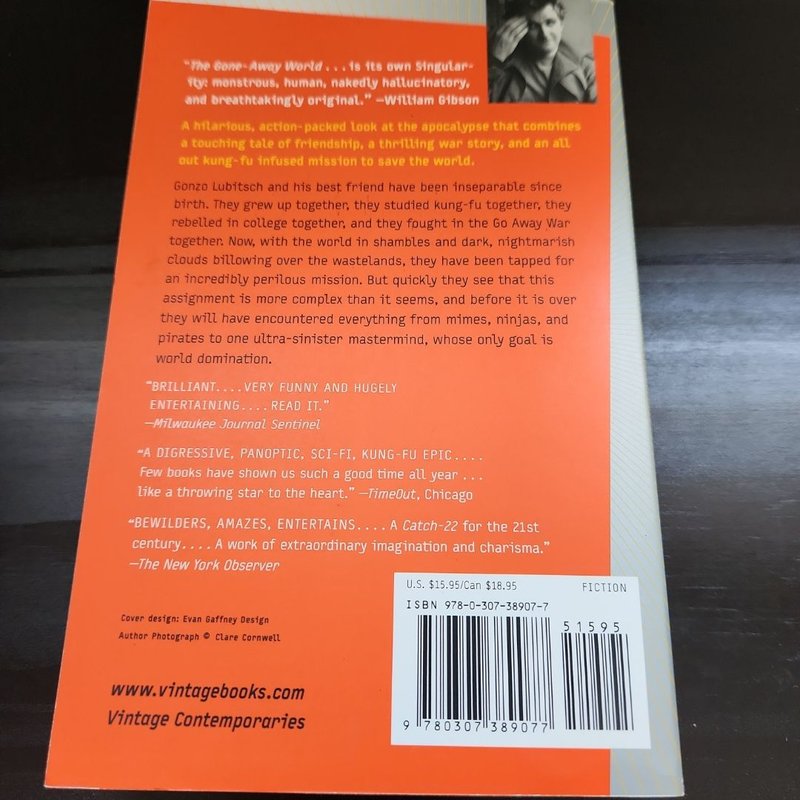 "The Gone-Away World . . . is its own Singular-
ity: monstrous, human, nakedly hallucinatory,
and breathtakingly original." —William Gibson
A hilarious, action-packed look at the apocalypse that combines
a touching tale of friendship, a thrilling war story, and an all
out kung-fu infused mission to save the world.
Gonzo Lubitsch and his best friend have been inseparable since
birth. They grew up together, they studied kung-fu together, they
rebelled in college together, and they fought in the Go Away War
together. Now, with the world in shambles and dark, nightmarish
clouds billowing over the wastelands, they have been tapped for
an incredibly perilous mission. But quickly they see that this
assignment is more complex than it seems, and before it is over
they will have encountered everything from mimes, ninjas, and
pirates to one ultra-sinister mastermind, whose only goal is
world domination.
"BRILLIANT. . . . VERY FUNNY AND HUGELY
ENTERTAINING. . . . READ IT."
—Milwaukee Journal Sentinel
"A DIGRESSIVE, PANOPTIC, SCI-FI, KUNG-FU EPIC. . . .
Few books have shown us such a good time all year . . .
like a throwing star to the heart." —TimeOut, Chicago
"BEWILDERS, AMAZES, ENTERTAINS. . . . A Catch-22 for the 21st
century. . . . A work of extraordinary imagination and charisma."
—The New York Observer
Cover design: Evan Gaffney Design
Author Photograph © Clare Cornwell
www.vintagebooks.com
Vintage Contemporaries
U.S. $15.95/Can $18.95 FICTION
ISBN 978-0-307-38907-7
51595
9 780307 389077